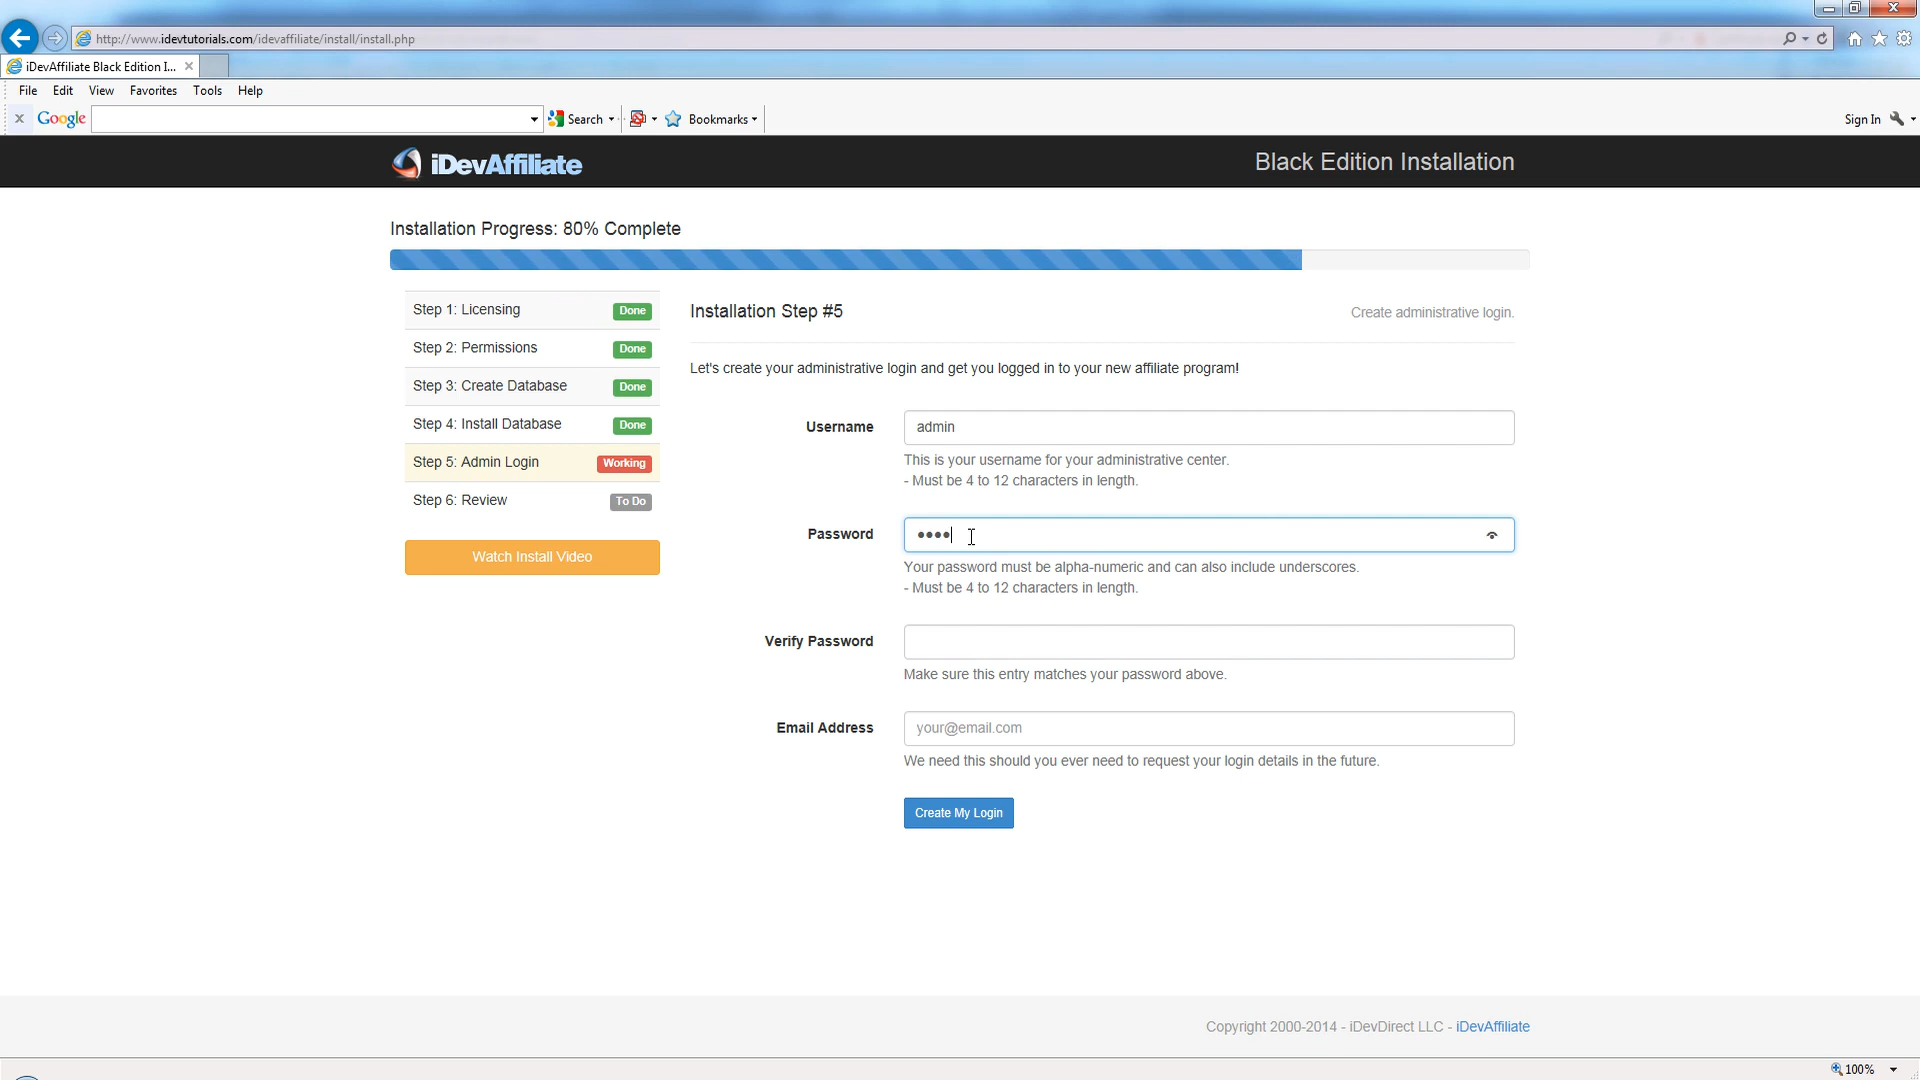 http://www.idevtutorials.com/idevaffiliate/install/install.php
iDevAffiliate Black Edition I...
File Edit View Favorites Tools Help
Google Search Bookmarks Sign In
iDevAffiliate Black Edition Installation
Installation Progress: 80% Complete
Step 1: Licensing Done
Step 2: Permissions Done
Step 3: Create Database Done
Step 4: Install Database Done
Step 5: Admin Login Working
Step 6: Review To Do
Watch Install Video
Installation Step #5 Create administrative login.
Let's create your administrative login and get you logged in to your new affiliate program!
Username admin
This is your username for your administrative center.
- Must be 4 to 12 characters in length.
Password ••••
Your password must be alpha-numeric and can also include underscores.
- Must be 4 to 12 characters in length.
Verify Password
Make sure this entry matches your password above.
Email Address your@email.com
We need this should you ever need to request your login details in the future.
Create My Login
Copyright 2000-2014 - iDevDirect LLC - iDevAffiliate
100%